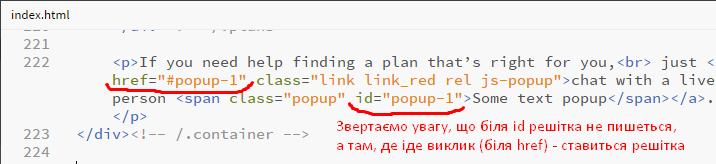 index.html
221
222 <p>If you need help finding a plan that’s right for you,<br> just <
href="#popup-1" class="link link_red rel js-popup">chat with a live
person <span class="popup" id="popup-1">Some text popup</span></a>.
</p>
223 </div><!-- /.container -->
Звертаємо увагу, що біля id решітка не пишеться,
а там, де іде виклик (біля href) - ставиться решітка